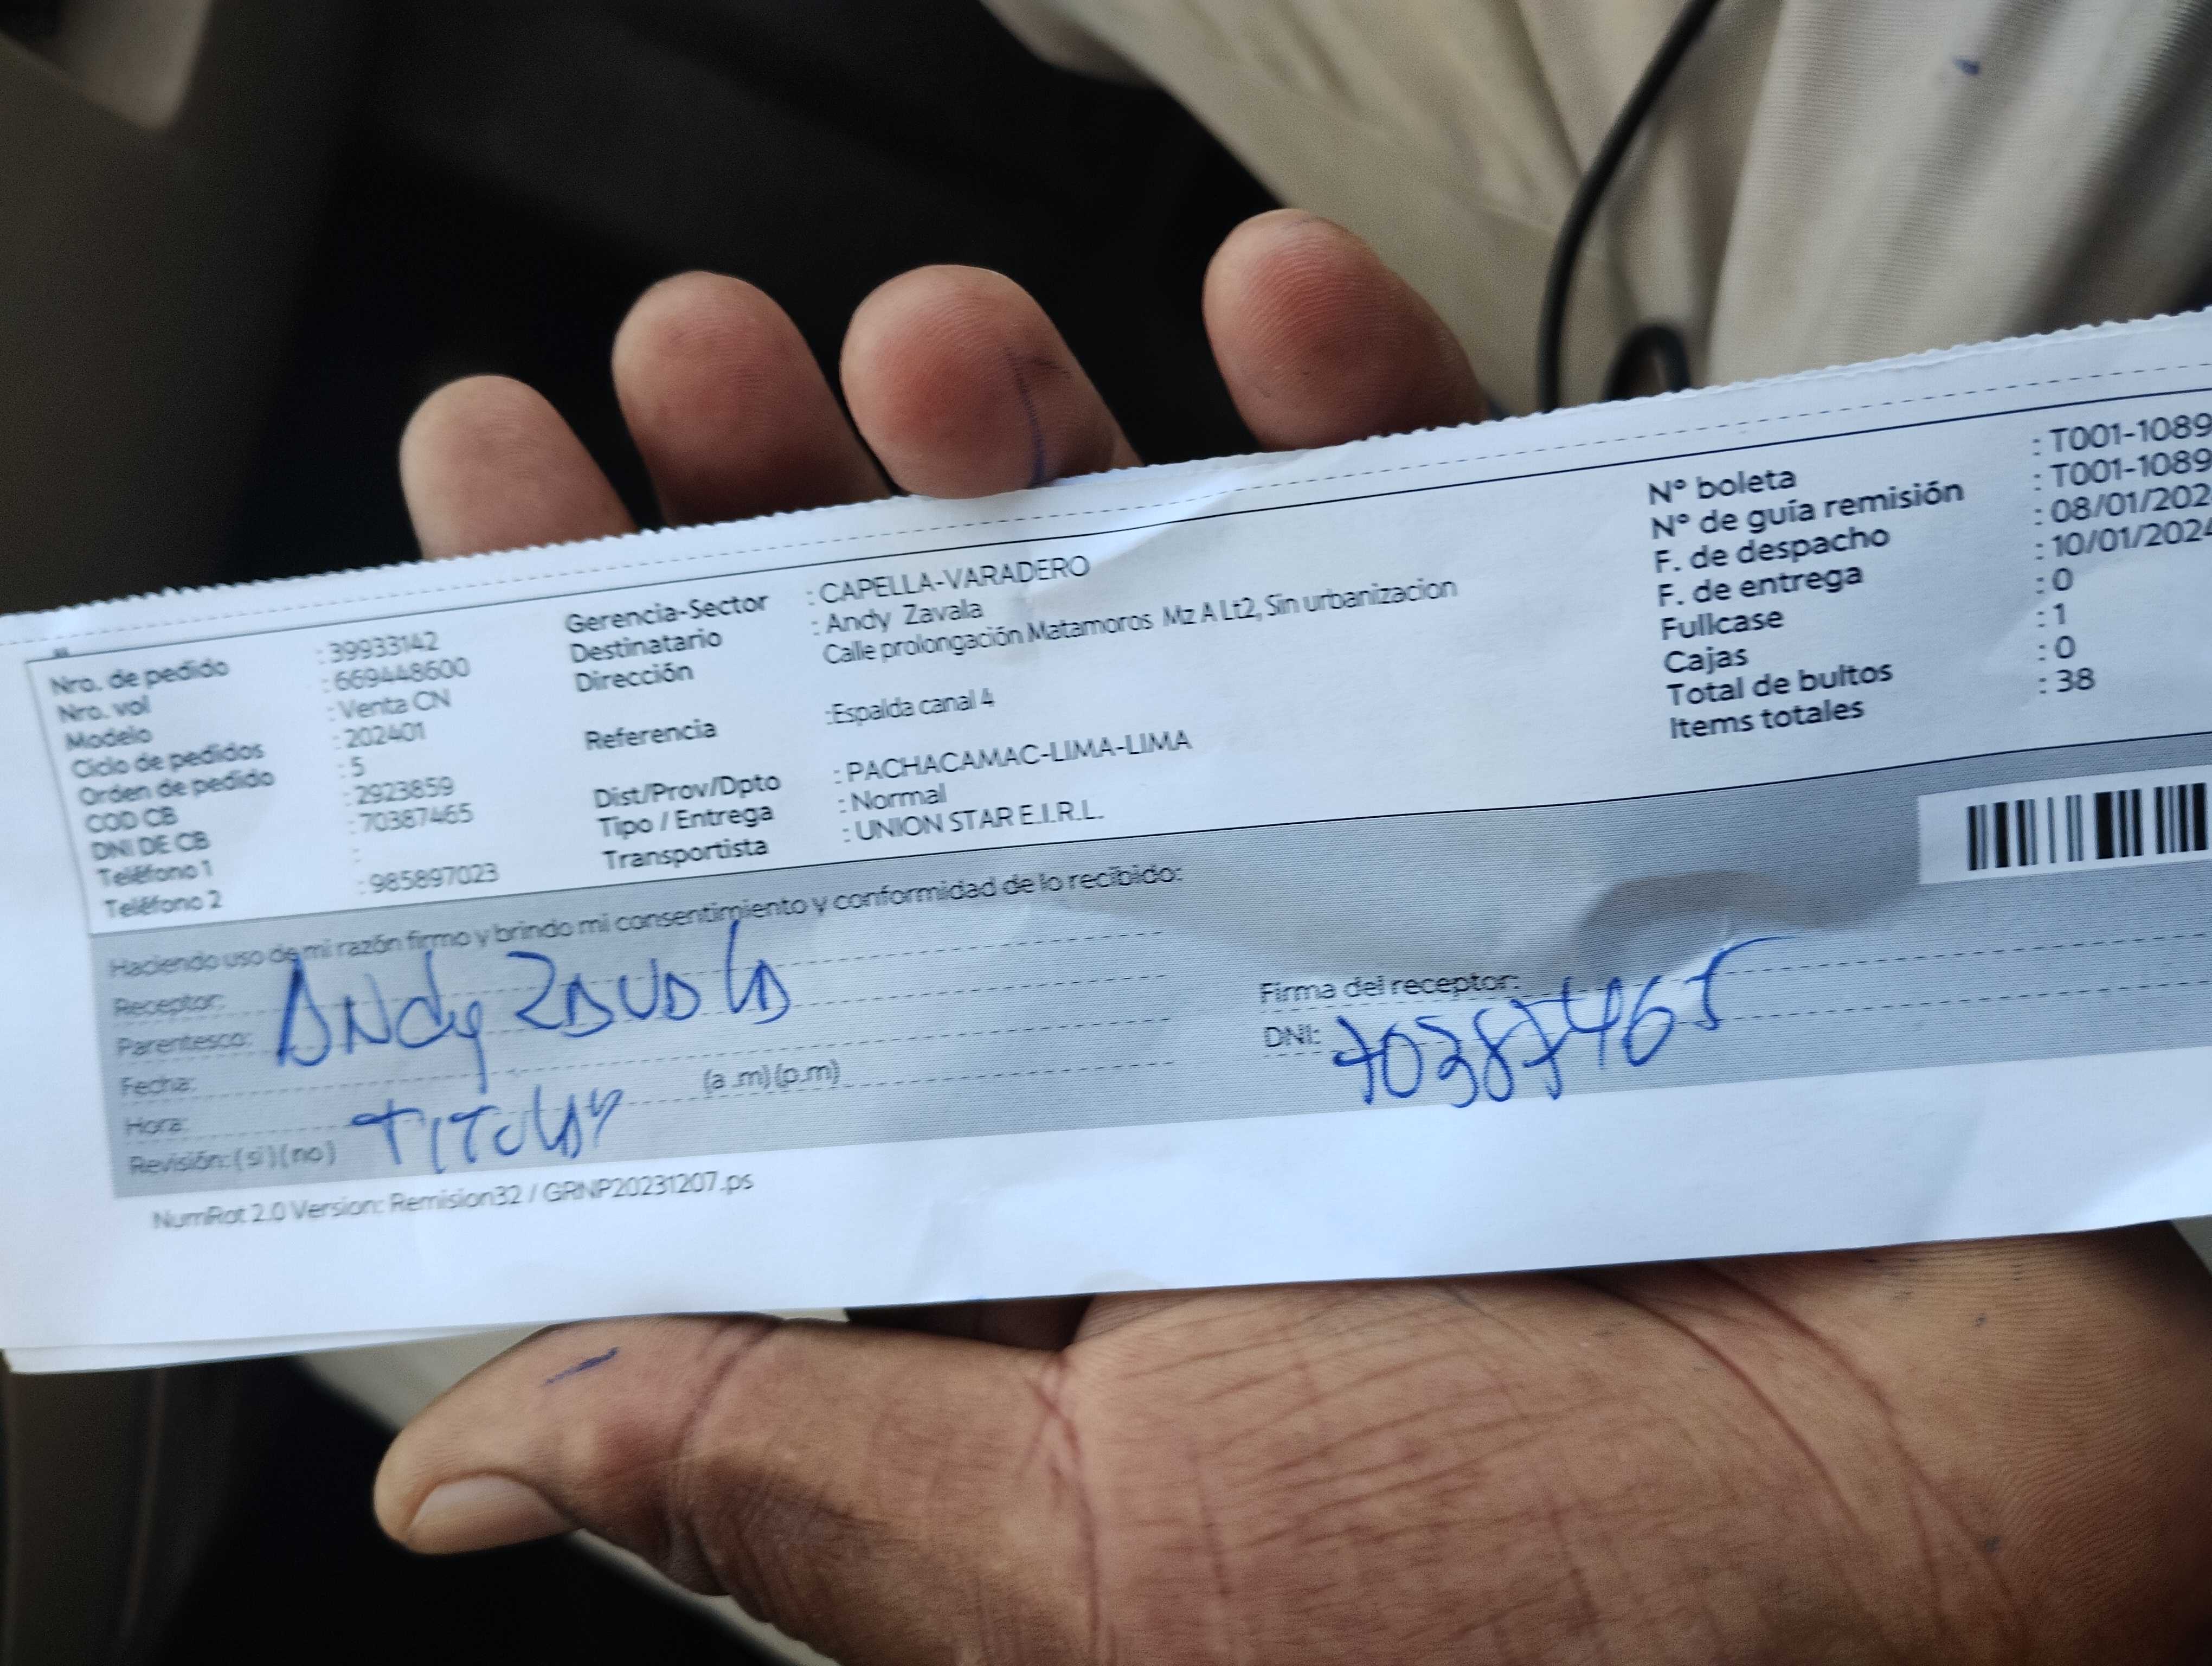 Nro. de pedido : 39933142
Nro. vol : 669448600
Modelo : Venta CN
Ciclo de pedidos : 202401
Orden de pedido : 5
COD CB : 2923859
DNI DE CB : 70387465
Teléfono 1 :
Teléfono 2 : 985897023
Gerencia-Sector : CAPELLA-VARADERO
Destinatario : Andy Zavala
Dirección Calle prolongación Matamoros Mz A Lt2, Sin urbanizacion
Referencia :Espalda canal 4
Dist/Prov/Dpto : PACHACAMAC-LIMA-LIMA
Tipo / Entrega : Normal
Transportista : UNION STAR E.I.R.L.
N° boleta : T001-1089
N° de guía remisión : T001-1089
F. de despacho : 08/01/202
F. de entrega : 10/01/2024
Fullcase : 0
Cajas : 1
Total de bultos : 0
Items totales : 38
Haciendo uso de mi razón firmo y brindo mi consentimiento y conformidad de lo recibido:
Receptor: Andy Zavala
Parentesco:
Fecha:
Hora: (a .m) (p.m)
Revisión: ( si ) ( no ) TITULAR
Firma del receptor:
DNI: 70387465
NumRot 2.0 Version: Remision32 / GRNP20231207.ps